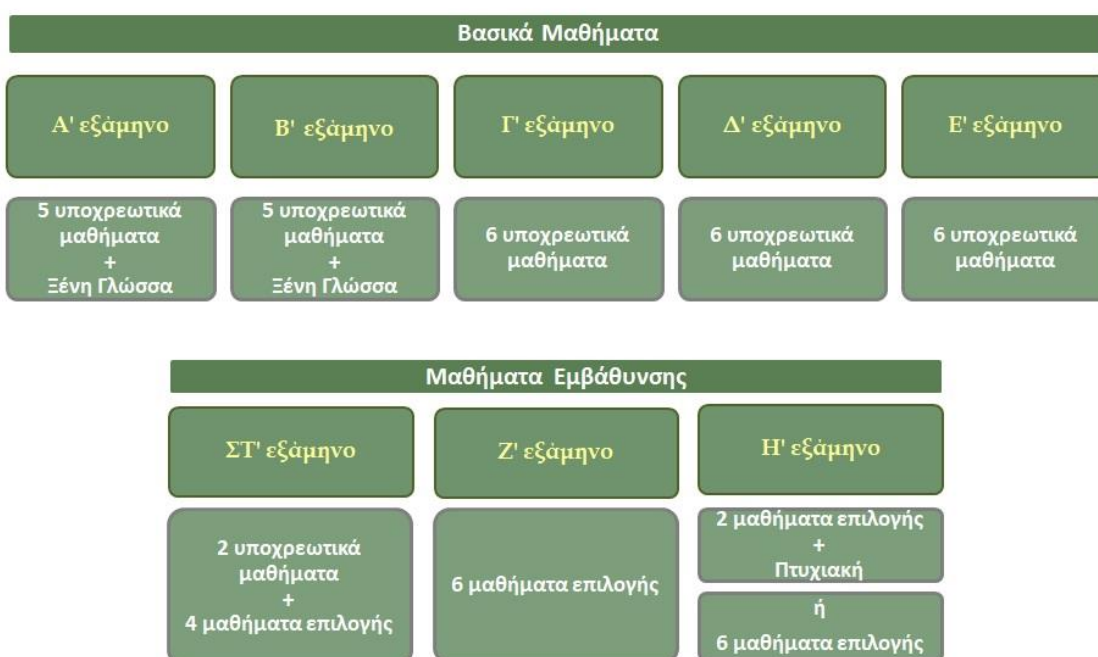 Βασικά Μαθήματα
Α' εξάμηνο
Β' εξάμηνο
Γ' εξάμηνο
Δ' εξάμηνο
Ε' εξάμηνο
5 υποχρεωτικά
μαθήματα
+
Ξένη Γλώσσα
5 υποχρεωτικά
μαθήματα
+
Ξένη Γλώσσα
6 υποχρεωτικά
μαθήματα
6 υποχρεωτικά
μαθήματα
6 υποχρεωτικά
μαθήματα
Μαθήματα Εμβάθυνσης
ΣΤ' εξάμηνο
Ζ' εξάμηνο
Η' εξάμηνο
2 υποχρεωτικά
μαθήματα
+
4 μαθήματα επιλογής
6 μαθήματα επιλογής
2 μαθήματα επιλογής
+
Πτυχιακή
ή
6 μαθήματα επιλογής